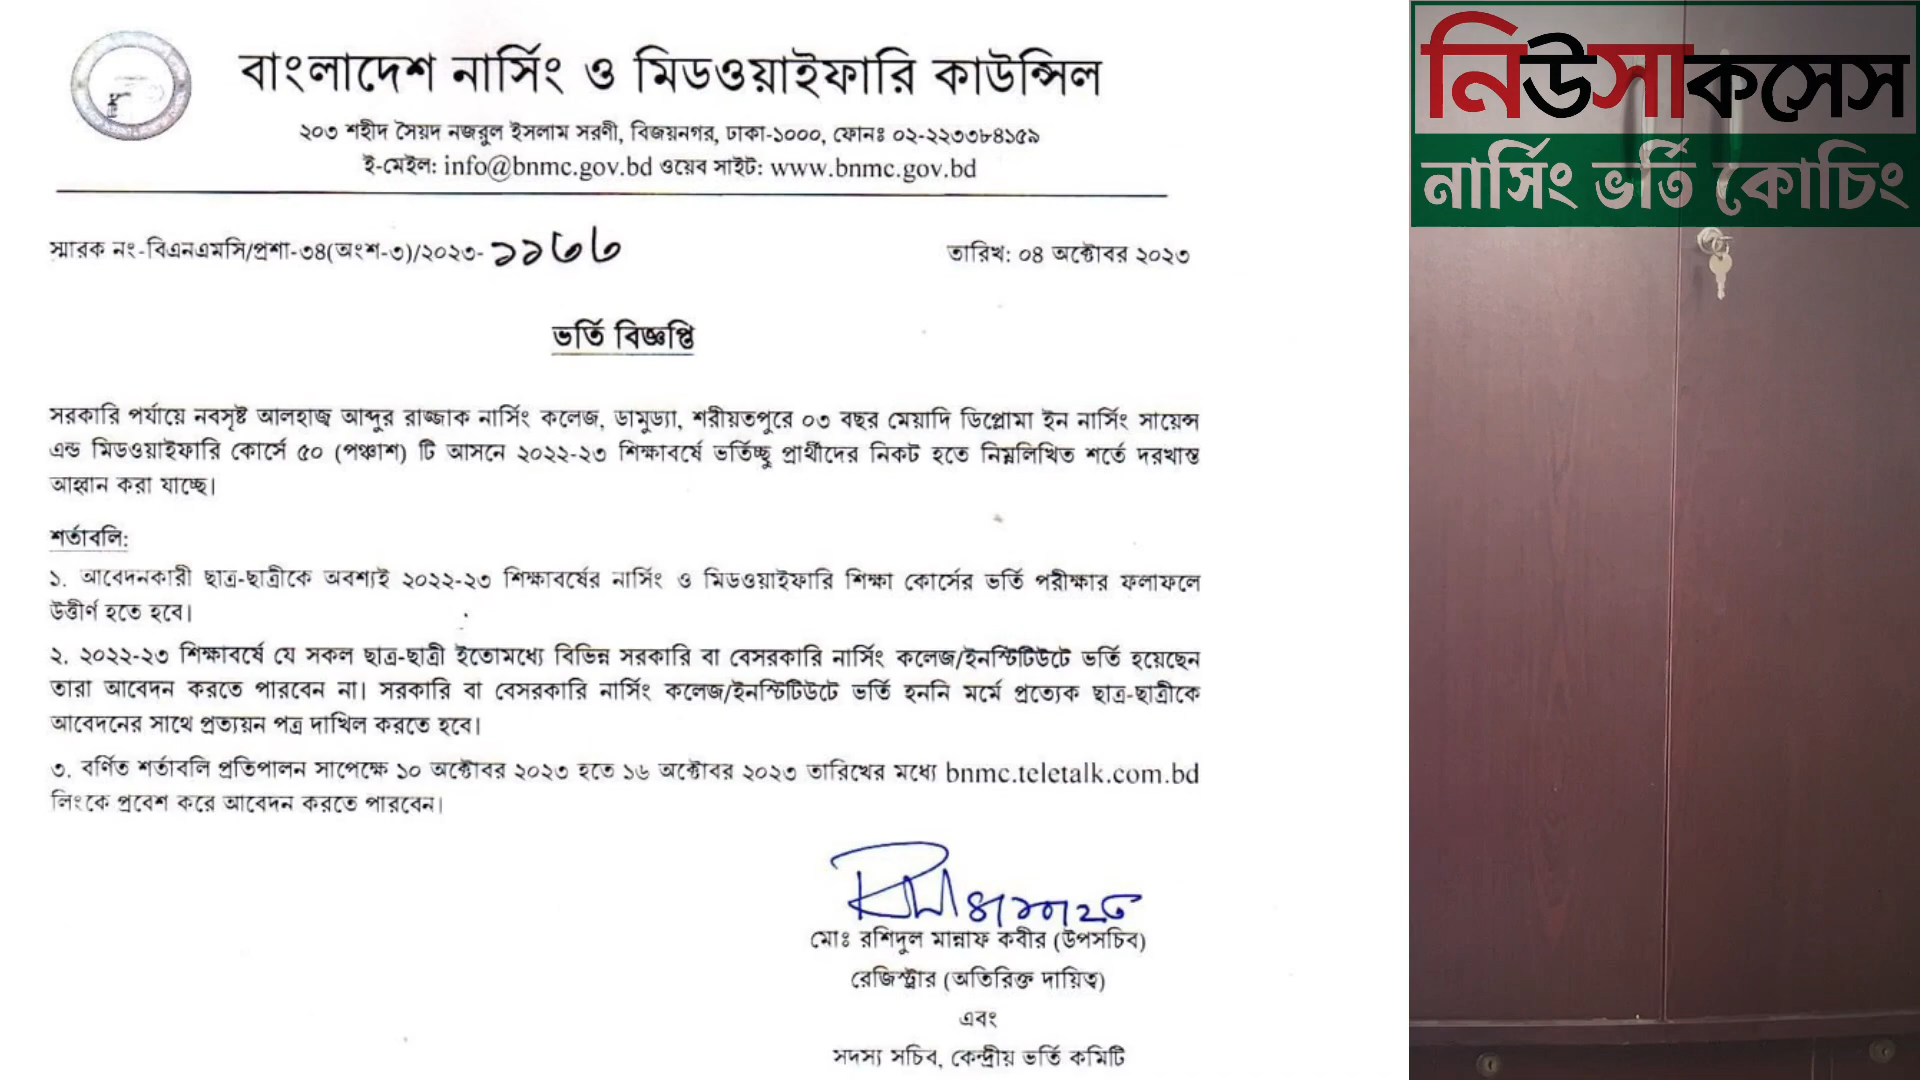 বাংলাদেশ নার্সিং ও মিডওয়াইফারি কাউন্সিল
২০৩ শহীদ সৈয়দ নজরুল ইসলাম সরণী, বিজয়নগর, ঢাকা-১০০০, ফোনঃ ০২-২২৩৩৮৪১৫৯
ই-মেইল: info@bnmc.gov.bd ওয়েব সাইট: www.bnmc.gov.bd
স্মারক নং-বিএনএমসি/প্রশা-৩৪(অংশ-৩)/২০২৩-১১৬৬
তারিখ: ০৪ অক্টোবর ২০২৩
ভর্তি বিজ্ঞপ্তি
সরকারি পর্যায়ে নবসৃষ্ট আলহাজ্ব আব্দুর রাজ্জাক নার্সিং কলেজ, ডামুড্যা, শরীয়তপুরে ০৩ বছর মেয়াদি ডিপ্লোমা ইন নার্সিং সায়েন্স
এন্ড মিডওয়াইফারি কোর্সে ৫০ (পঞ্চাশ) টি আসনে ২০২২-২৩ শিক্ষাবর্ষে ভর্তিচ্ছু প্রার্থীদের নিকট হতে নিম্নলিখিত শর্তে দরখাস্ত
আহ্বান করা যাচ্ছে।
শর্তাবলি:
১. আবেদনকারী ছাত্র-ছাত্রীকে অবশ্যই ২০২২-২৩ শিক্ষাবর্ষের নার্সিং ও মিডওয়াইফারি শিক্ষা কোর্সের ভর্তি পরীক্ষার ফলাফলে
উত্তীর্ণ হতে হবে।
২. ২০২২-২৩ শিক্ষাবর্ষে যে সকল ছাত্র-ছাত্রী ইতোমধ্যে বিভিন্ন সরকারি বা বেসরকারি নার্সিং কলেজ/ইনস্টিটিউটে ভর্তি হয়েছেন
তারা আবেদন করতে পারবেন না। সরকারি বা বেসরকারি নার্সিং কলেজ/ইনস্টিটিউটে ভর্তি হননি মর্মে প্রত্যেক ছাত্র-ছাত্রীকে
আবেদনের সাথে প্রত্যয়ন পত্র দাখিল করতে হবে।
৩. বর্ণিত শর্তাবলি প্রতিপালন সাপেক্ষে ১০ অক্টোবর ২০২৩ হতে ১৬ অক্টোবর ২০২৩ তারিখের মধ্যে bnmc.teletalk.com.bd
লিংকে প্রবেশ করে আবেদন করতে পারবেন।
মোঃ রশিদুল মান্নাফ কবীর (উপসচিব)
রেজিস্ট্রার (অতিরিক্ত দায়িত্ব)
এবং
সদস্য সচিব, কেন্দ্রীয় ভর্তি কমিটি
নিউসাকসেস
নার্সিং ভর্তি কোচিং